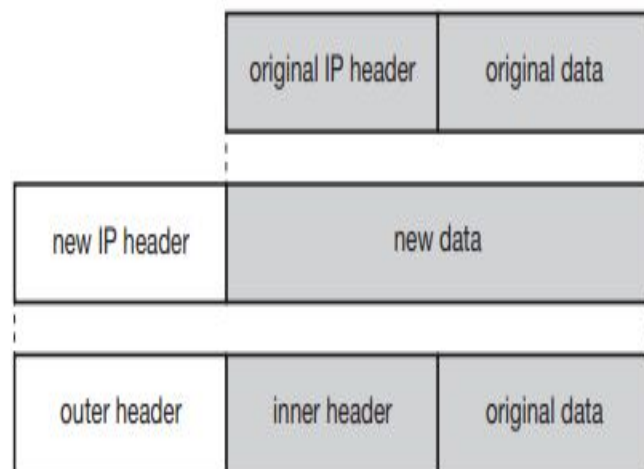 original IP header original data
new IP header new data
outer header inner header original data